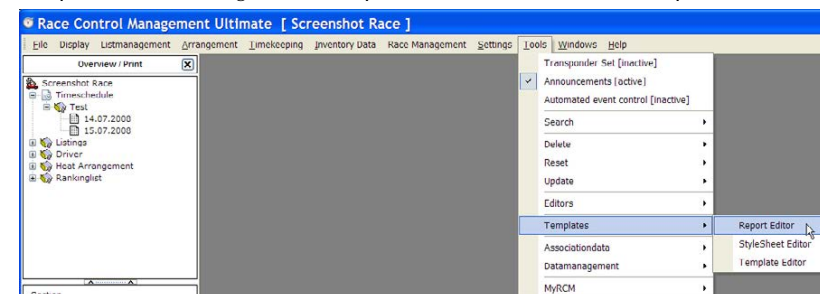 Race Control Management Ultimate [ Screenshot Race ]
File Display Listmanagement Arrangement Timekeeping Inventory Data Race Management Settings Tools Windows Help
Overview / Print
Screenshot Race
Timeschedule
Test
14.07.2008
15.07.2008
Listings
Driver
Heat Arrangement
Rankinglist
Transponder Set [inactive]
Announcements [active]
Automated event control [inactive]
Search
Delete
Reset
Update
Editors
Templates
Associationdata
Datamanagement
MyRCM
Report Editor
StyleSheet Editor
Template Editor